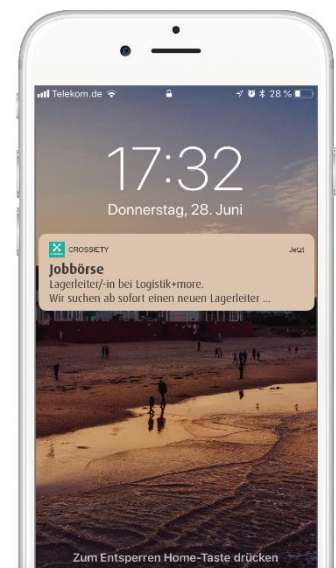 Telekom.de 28 %
17:32
Donnerstag, 28. Juni
CROSSIETY Jetzt
Jobbörse
Lagerleiter/-in bei Logistik+more.
Wir suchen ab sofort einen neuen Lagerleiter ...
Zum Entsperren Home-Taste drücken